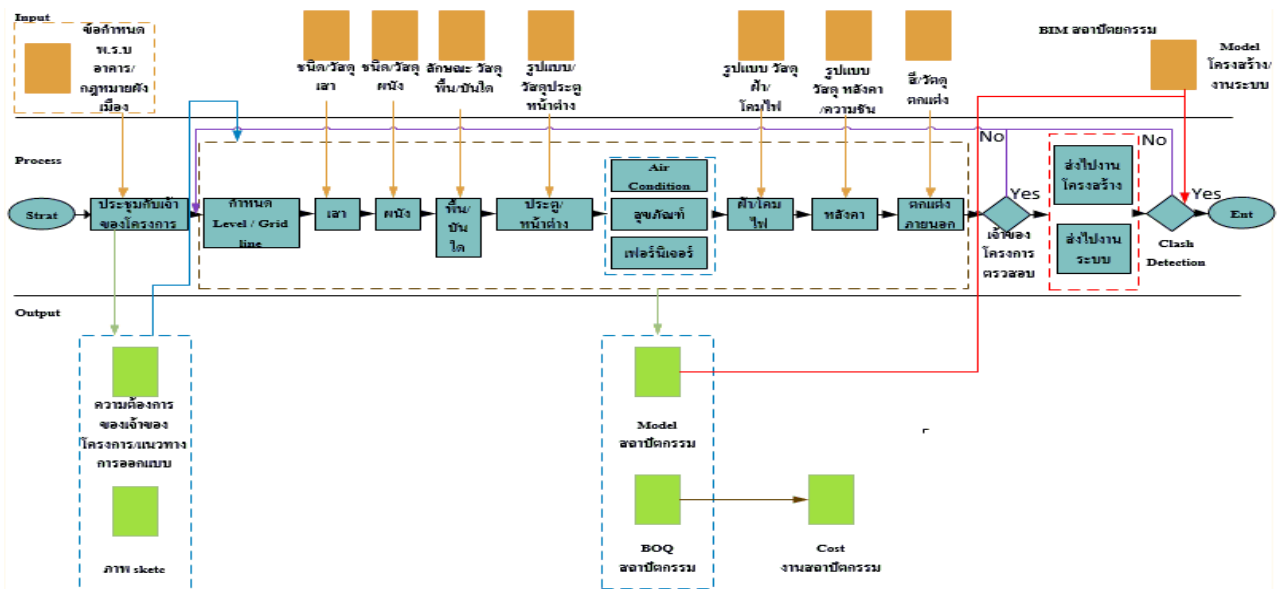 Input
ข้อกำหนด
พ.ร.บ
อาคาร/
กฎหมายผัง
เมือง
ชนิด/วัสดุ
เสา
ชนิด/วัสดุ
ผนัง
ลักษณะ วัสดุ
พื้น/บันได
รูปแบบ/
วัสดุประตู
หน้าต่าง
รูปแบบ วัสดุ
ฝ้า/
โคมไฟ
รูปแบบ
วัสดุ หลังคา
/ความชัน
สี/วัตดุ
ตกแต่ง
BIM สถาปัตยกรรม
Model
โครงสร้าง/
งานระบบ
Process
Strat
ประชุมกับเจ้า
ของโครงการ
กำหนด
Level / Grid
line
เสา
ผนัง
พื้น/
บัน
ได
ประตู/
หน้าต่าง
Air
Condition
สุขภัณฑ์
เฟอร์นิเจอร์
ฝ้า/โคม
ไฟ
หลังคา
ตกแต่ง
ภายนอก
No
Yes
เจ้าของ
โครงการ
ตรวสอบ
ส่งไปงาน
โครงสร้าง
ส่งไปงาน
ระบบ
No
Yes
Clash
Detection
Ent
Output
ความต้องการ
ของเจ้าของ
โครงการ/แนวทาง
การออกแบบ
ภาพ skete
Model
สถาปัตกรรม
BOQ
สถาปัตกรรม
Cost
งานสถาปัตกรรม